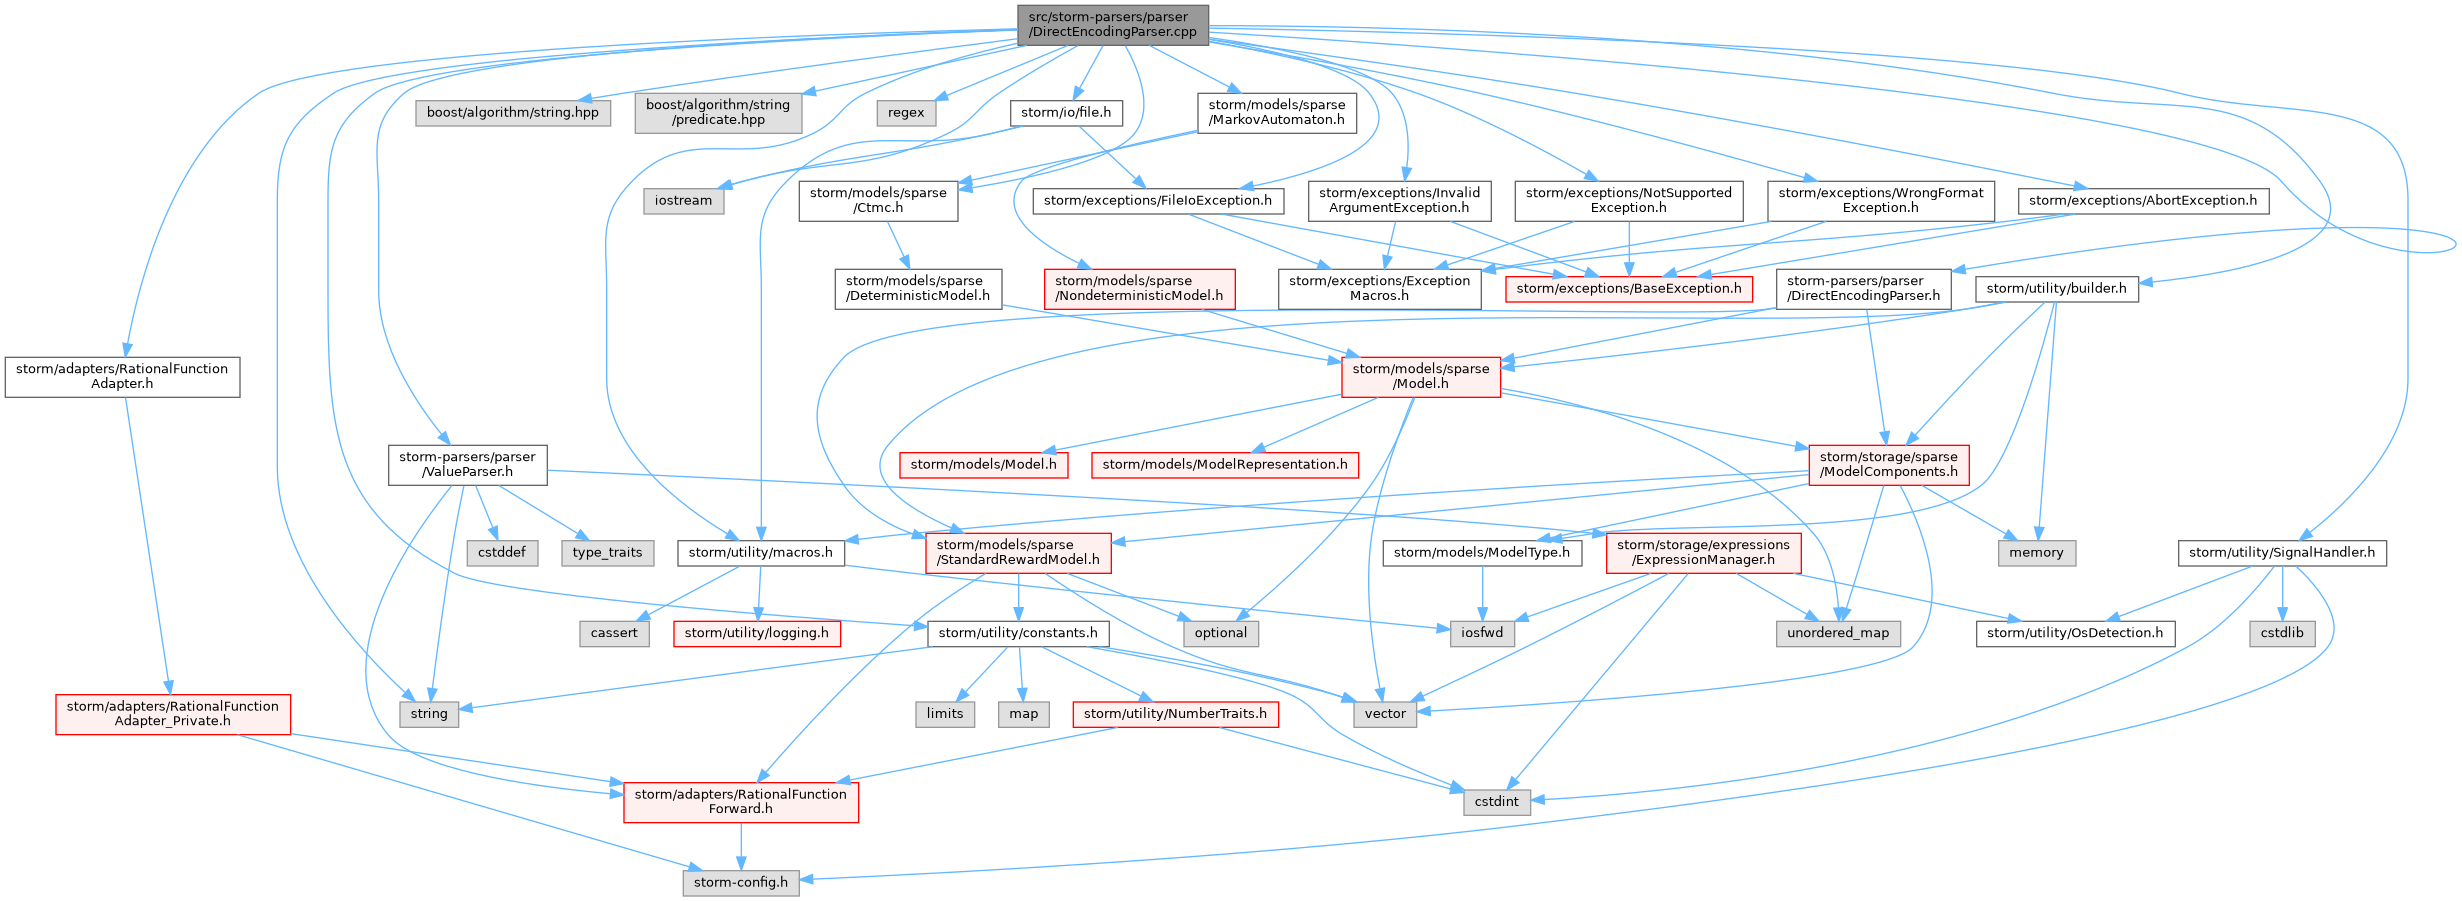 src/storm-parsers/parser
/DirectEncodingParser.cpp
boost/algorithm/string.hpp
boost/algorithm/string
/predicate.hpp
regex
storm/io/file.h
storm/models/sparse
/MarkovAutomaton.h
iostream
storm/models/sparse
/Ctmc.h
storm/exceptions/FileIoException.h
storm/exceptions/Invalid
ArgumentException.h
storm/exceptions/NotSupported
Exception.h
storm/exceptions/WrongFormat
Exception.h
storm/exceptions/AbortException.h
storm/models/sparse
/DeterministicModel.h
storm/models/sparse
/NondeterministicModel.h
storm/exceptions/Exception
Macros.h
storm/exceptions/BaseException.h
storm-parsers/parser
/DirectEncodingParser.h
storm/utility/builder.h
storm/adapters/RationalFunction
Adapter.h
storm/models/sparse
/Model.h
storm-parsers/parser
/ValueParser.h
storm/models/Model.h
storm/models/ModelRepresentation.h
storm/storage/sparse
/ModelComponents.h
cstddef
type_traits
storm/utility/macros.h
storm/models/sparse
/StandardRewardModel.h
storm/models/ModelType.h
storm/storage/expressions
/ExpressionManager.h
memory
storm/utility/SignalHandler.h
cassert
storm/utility/logging.h
storm/utility/constants.h
optional
iosfwd
unordered_map
storm/utility/OsDetection.h
cstdlib
storm/adapters/RationalFunction
Adapter_Private.h
string
limits
map
storm/utility/NumberTraits.h
vector
storm/adapters/RationalFunction
Forward.h
cstdint
storm-config.h